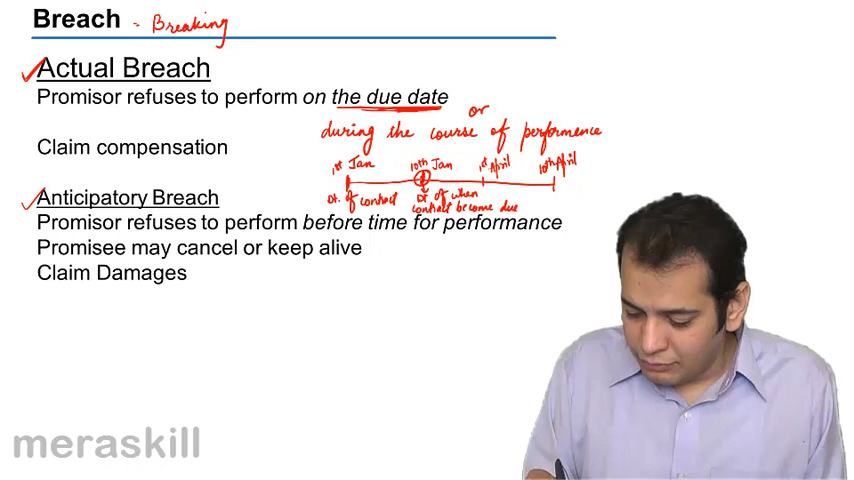 Breach - Breaking
Actual Breach
Promisor refuses to perform on the due date
or
during the course of performence
Claim compensation
1st Jan 10th Jan 1st April 10th April
Dt. of contract Dt of when
contract become due
Anticipatory Breach
Promisor refuses to perform before time for performance
Promisee may cancel or keep alive
Claim Damages
meraskill